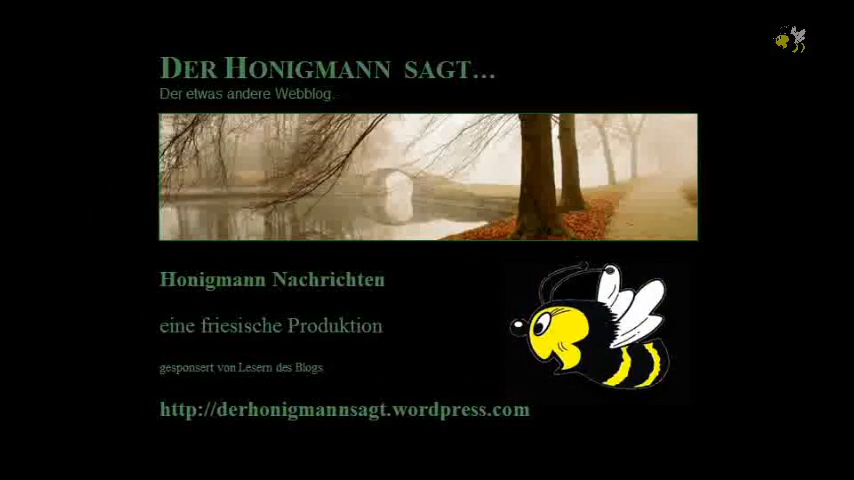 DER HONIGMANN SAGT...
Der etwas andere Webblog.
Honigmann Nachrichten
eine friesische Produktion
gesponsert von Lesern des Blogs
http://derhonigmannsagt.wordpress.com